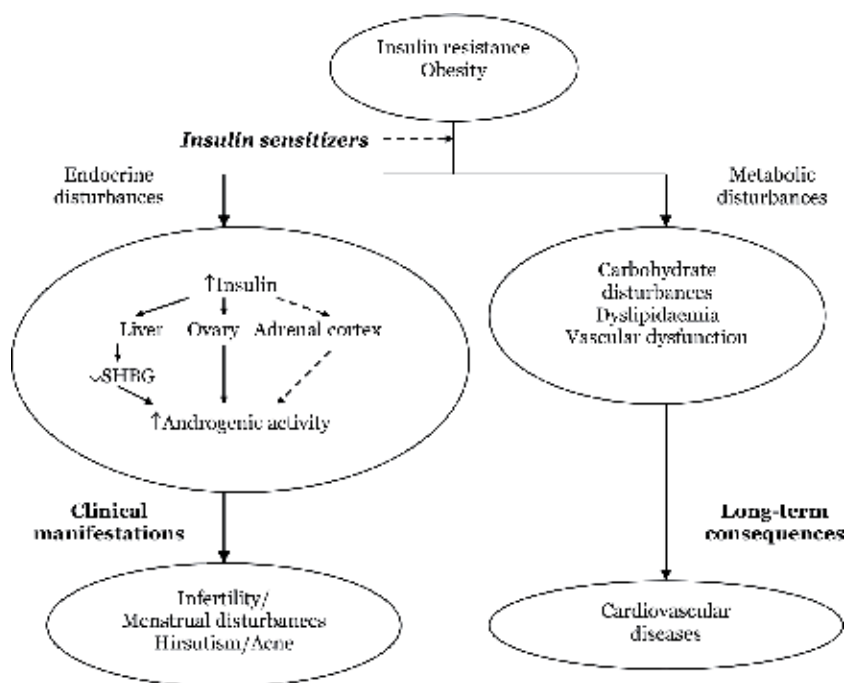 Insulin resistance
Obesity
Insulin sensitizers
Endocrine
disturbances
Metabolic
disturbances
↑Insulin
Liver Ovary Adrenal cortex
SHBG
↑Androgenic activity
Carbohydrate
disturbances
Dyslipidaemia
Vascular dysfunction
Clinical
manifestations
Long-term
consequences
Infertility/
Menstrual disturbances
Hirsutism/Acne
Cardiovascular
diseases